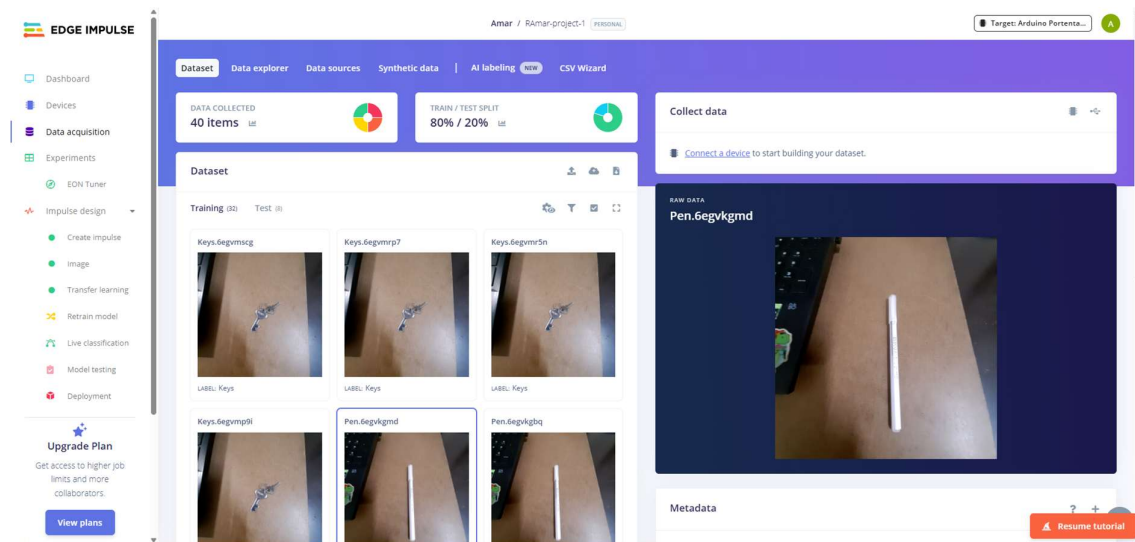 EDGE IMPULSE
Amar / RAmar-project-1 PERSONAL
Target: Arduino Portenta...
A
Dashboard
Devices
Data acquisition
Experiments
EON Tuner
Impulse design
Create impulse
Image
Transfer learning
Retrain model
Live classification
Model testing
Deployment
Upgrade Plan
Get access to higher job
limits and more
collaborators.
View plans
Dataset
Data explorer
Data sources
Synthetic data
AI labeling NEW
CSV Wizard
DATA COLLECTED
40 items
TRAIN / TEST SPLIT
80% / 20%
Dataset
Training (32)
Test (8)
Keys.6egvmscg
Keys.6egvmrp7
Keys.6egvmr5n
LABEL: Keys
LABEL: Keys
LABEL: Keys
Keys.6egvmp9i
Pen.6egvkgmd
Pen.6egvkgbq
Collect data
Connect a device to start building your dataset.
RAW DATA
Pen.6egvkgmd
Metadata
?
Resume tutorial